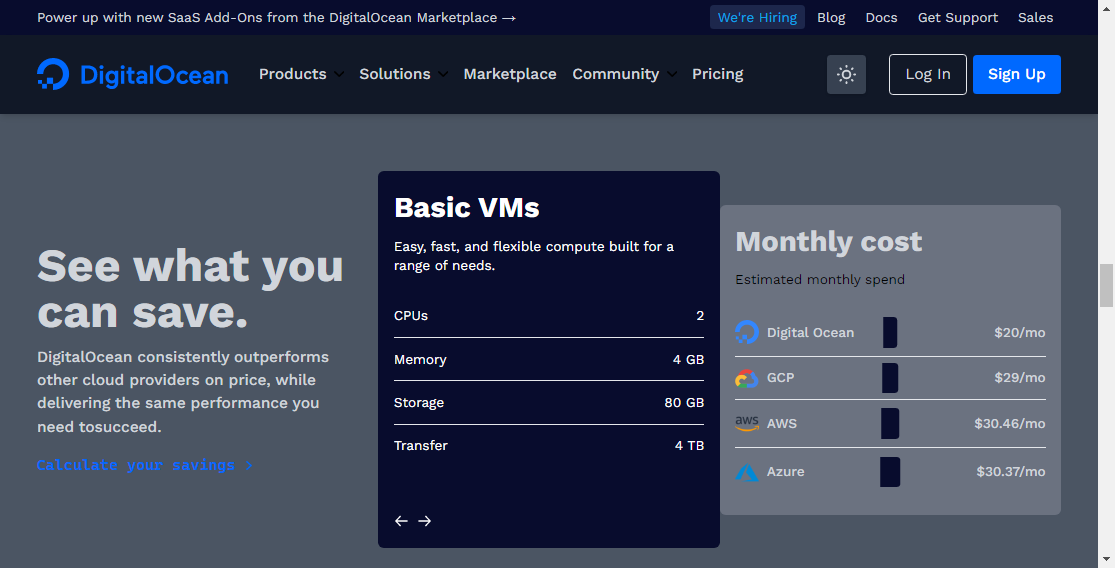 Power up with new SaaS Add-Ons from the DigitalOcean Marketplace →
We're Hiring
Blog
Docs
Get Support
Sales
DigitalOcean
Products
Solutions
Marketplace
Community
Pricing
Log In
Sign Up
See what you
can save.
DigitalOcean consistently outperforms
other cloud providers on price, while
delivering the same performance you
need tosucceed.
Calculate your savings >
Basic VMs
Easy, fast, and flexible compute built for a
range of needs.
CPUs 2
Memory 4 GB
Storage 80 GB
Transfer 4 TB
← →
Monthly cost
Estimated monthly spend
Digital Ocean $20/mo
GCP $29/mo
aws AWS $30.46/mo
Azure $30.37/mo